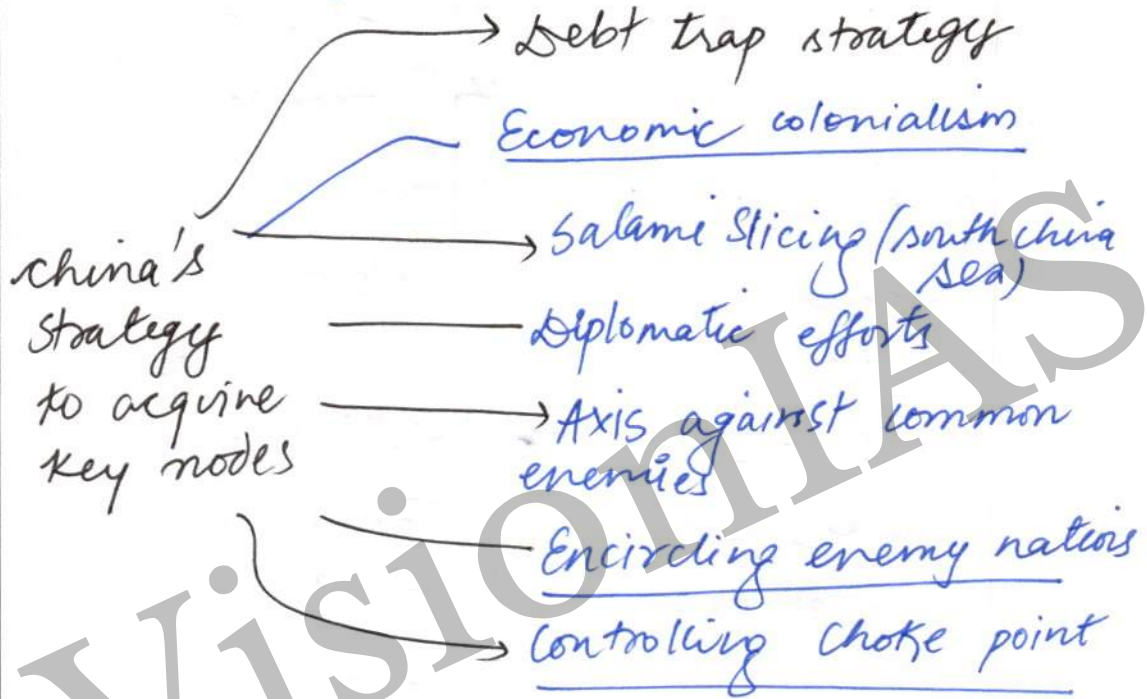 Debt trap strategy
Economic colonialism
Salami Slicing (south china
sea)
china's
strategy
to acquire
key nodes
Diplomatic efforts
Axis against common
enemies
Encircling enemy nations
Controlling choke point
VisionIAS